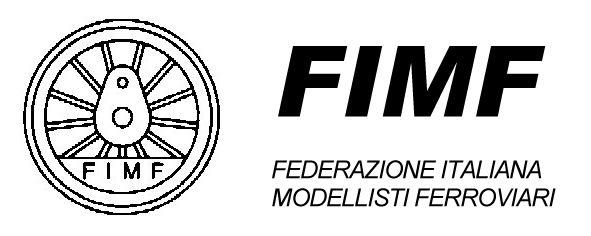 FIMF
FIMF
FEDERAZIONE ITALIANA
MODELLISTI FERROVIARI